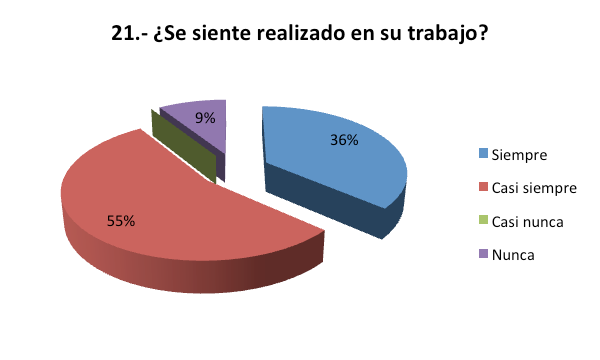 21.- ¿Se siente realizado en su trabajo?
9%
36%
55%
Siempre
Casi siempre
Casi nunca
Nunca